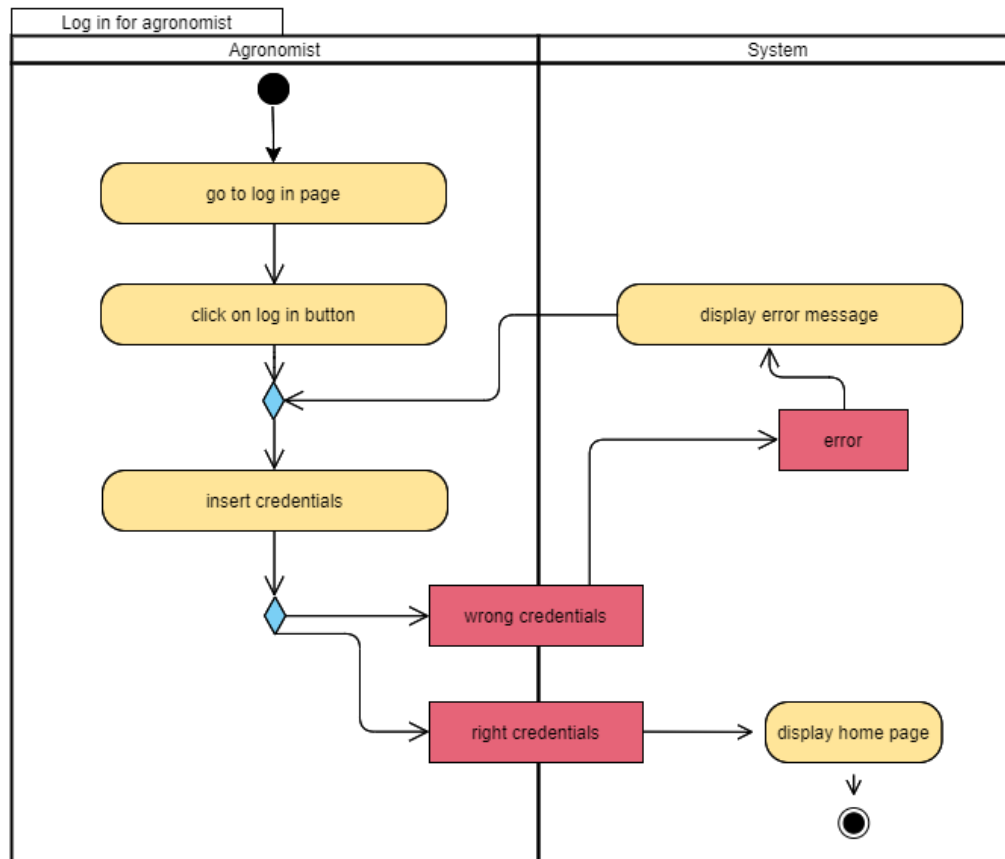 Log in for agronomist
Agronomist
System
go to log in page
click on log in button
display error message
error
insert credentials
wrong credentials
right credentials
display home page